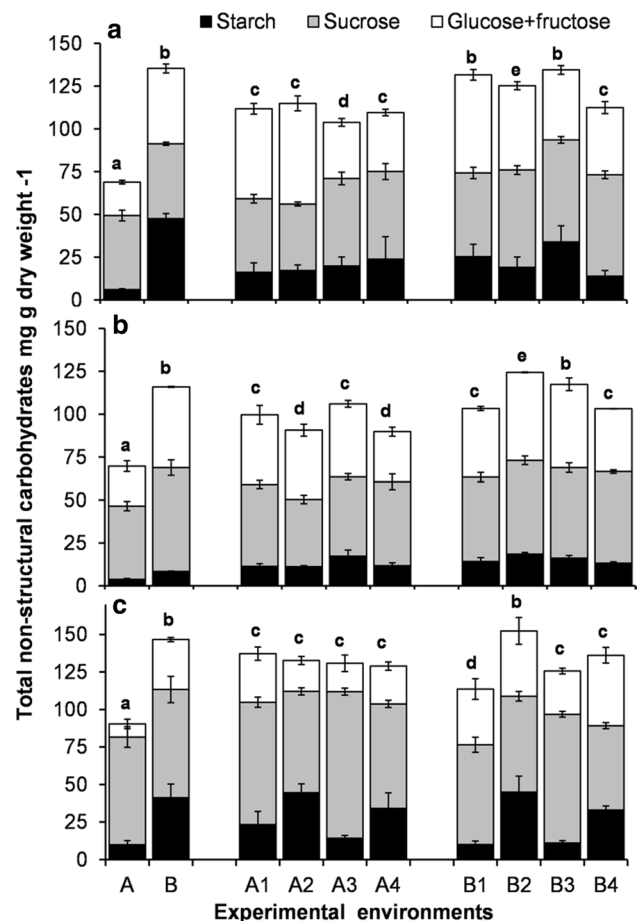 Starch Sucrose Glucose+fructose
a
150
125
100
75
50
25
0
a b c c d c b e b c
b
150
125
100
75
50
25
0
a b c d c d c e b c
c
150
125
100
75
50
25
0
a b c c c c d b c c
A B A1 A2 A3 A4 B1 B2 B3 B4
Experimental environments
Total non-structural carbohydrates mg g dry weight -1